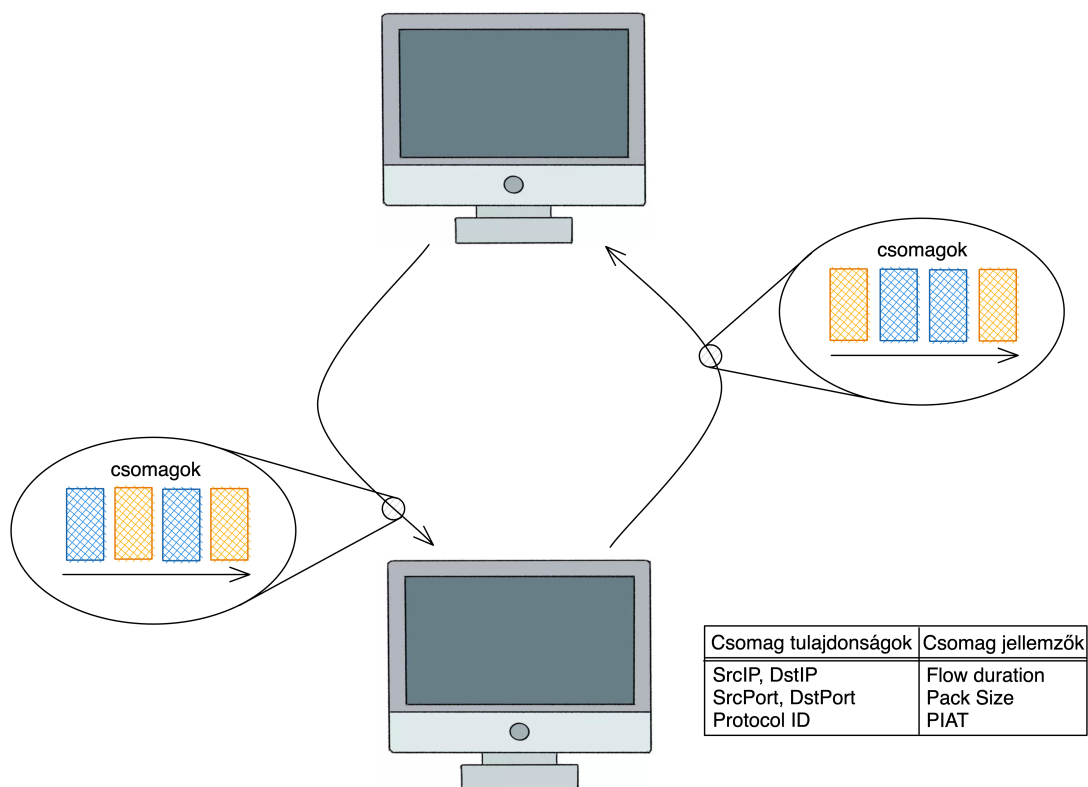 csomagok
csomagok
Csomag tulajdonságok Csomag jellemzők
SrcIP, DstIP Flow duration
SrcPort, DstPort Pack Size
Protocol ID PIAT